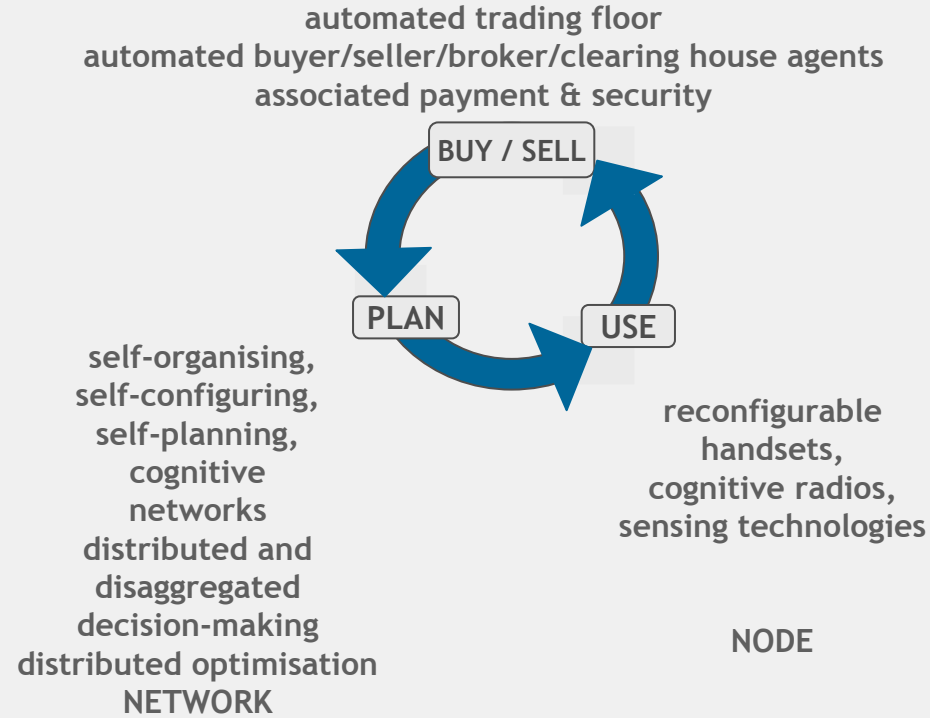 automated trading floor
automated buyer/seller/broker/clearing house agents
associated payment & security
BUY / SELL
PLAN
USE
self-organising,
self-configuring,
self-planning,
cognitive
networks
distributed and
disaggregated
decision-making
distributed optimisation
NETWORK
reconfigurable
handsets,
cognitive radios,
sensing technologies
NODE